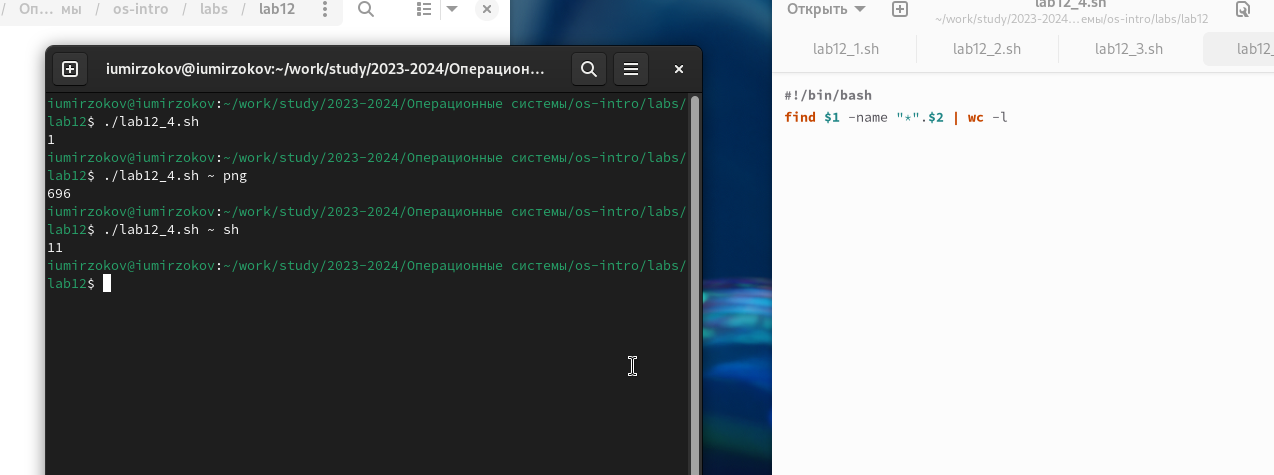 / Оп… мы / os-intro / labs / lab12
iumirzokov@iumirzokov:~/work/study/2023-2024/Операцион...
iumirzokov@iumirzokov:~/work/study/2023-2024/Операционные системы/os-intro/labs/
lab12$ ./lab12_4.sh
1
iumirzokov@iumirzokov:~/work/study/2023-2024/Операционные системы/os-intro/labs/
lab12$ ./lab12_4.sh ~ png
696
iumirzokov@iumirzokov:~/work/study/2023-2024/Операционные системы/os-intro/labs/
lab12$ ./lab12_4.sh ~ sh
11
iumirzokov@iumirzokov:~/work/study/2023-2024/Операционные системы/os-intro/labs/
lab12$
Открыть
lab12_4.sh
~/work/study/2023-2024…емы/os-intro/labs/lab12
lab12_1.sh lab12_2.sh lab12_3.sh lab12_
#!/bin/bash
find $1 -name "*".$2 | wc -l